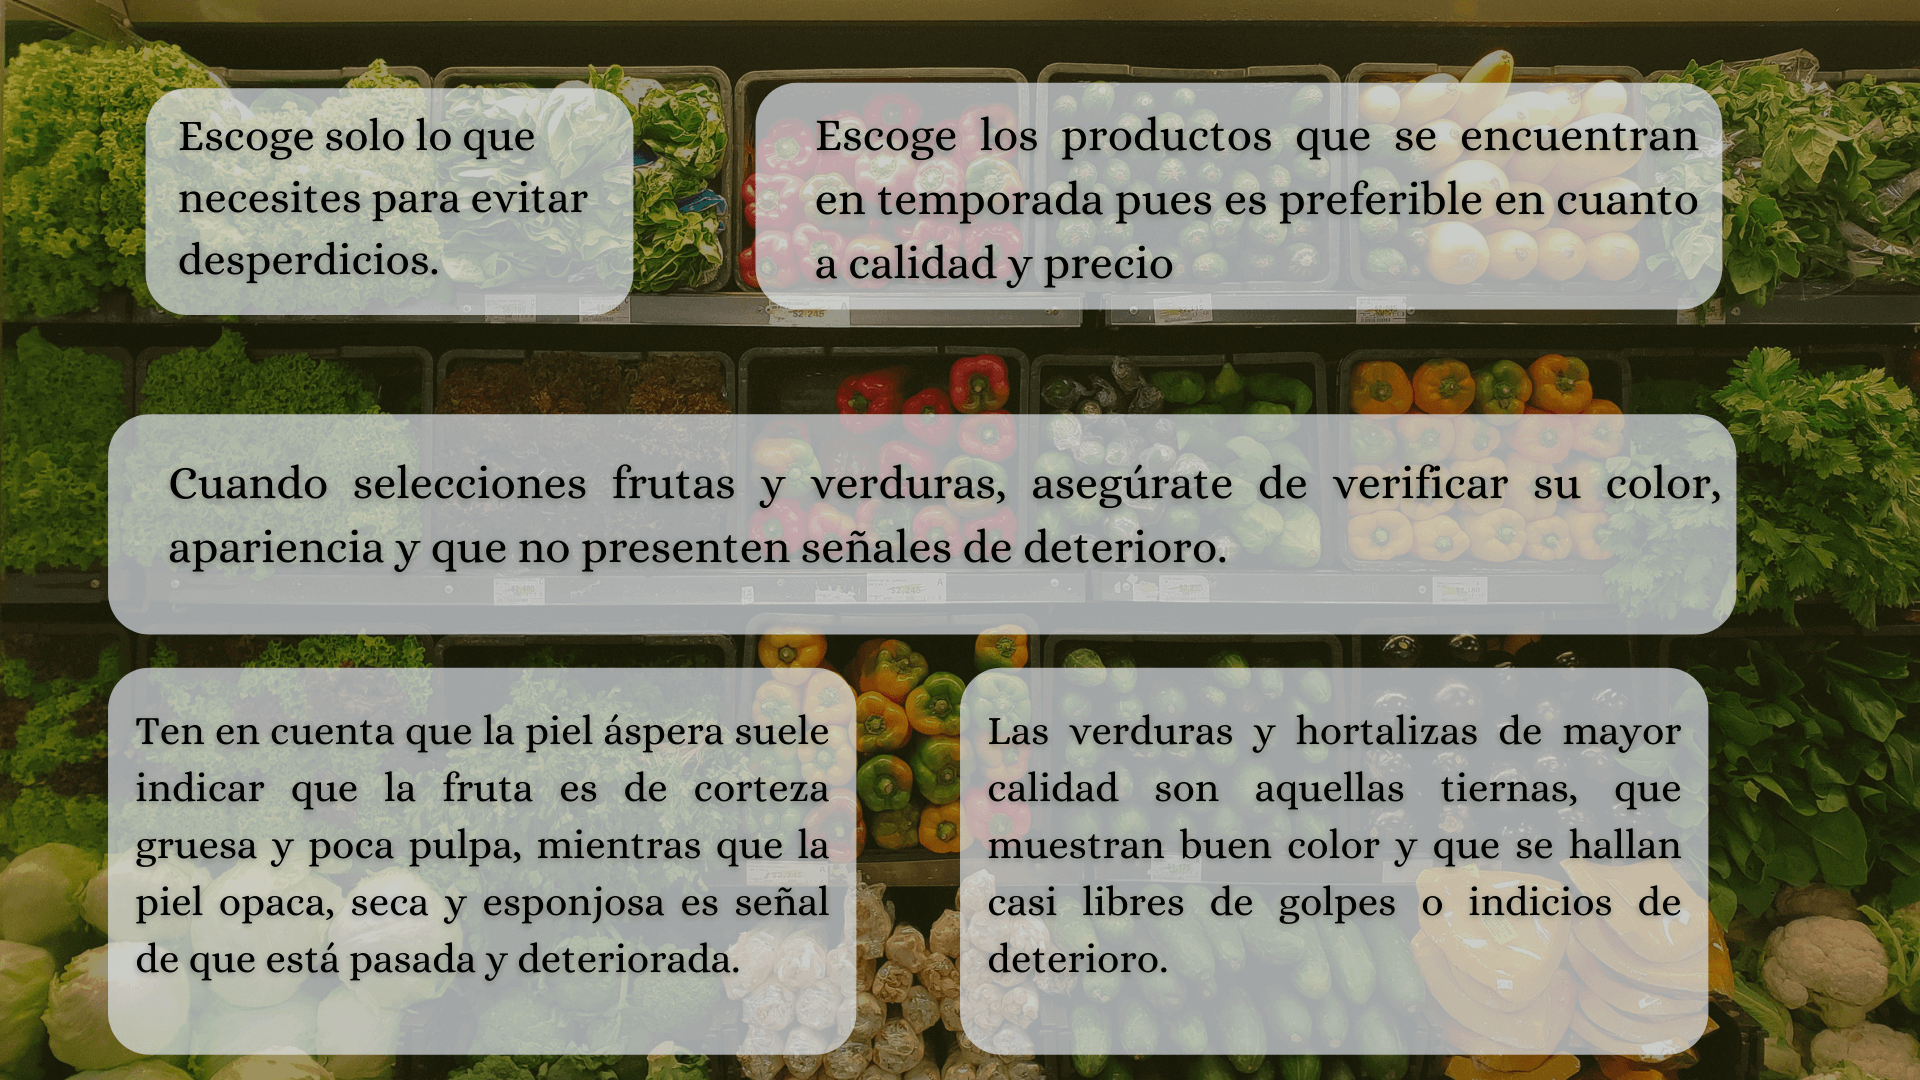 Escoge solo lo que
necesites para evitar
desperdicios.
Escoge los productos que se encuentran
en temporada pues es preferible en cuanto
a calidad y precio
Cuando selecciones frutas y verduras, asegúrate de verificar su color,
apariencia y que no presenten señales de deterioro.
Ten en cuenta que la piel áspera suele
indicar que la fruta es de corteza
gruesa y poca pulpa, mientras que la
piel opaca, seca y esponjosa es señal
de que está pasada y deteriorada.
Las verduras y hortalizas de mayor
calidad son aquellas tiernas, que
muestran buen color y que se hallan
casi libres de golpes o indicios de
deterioro.